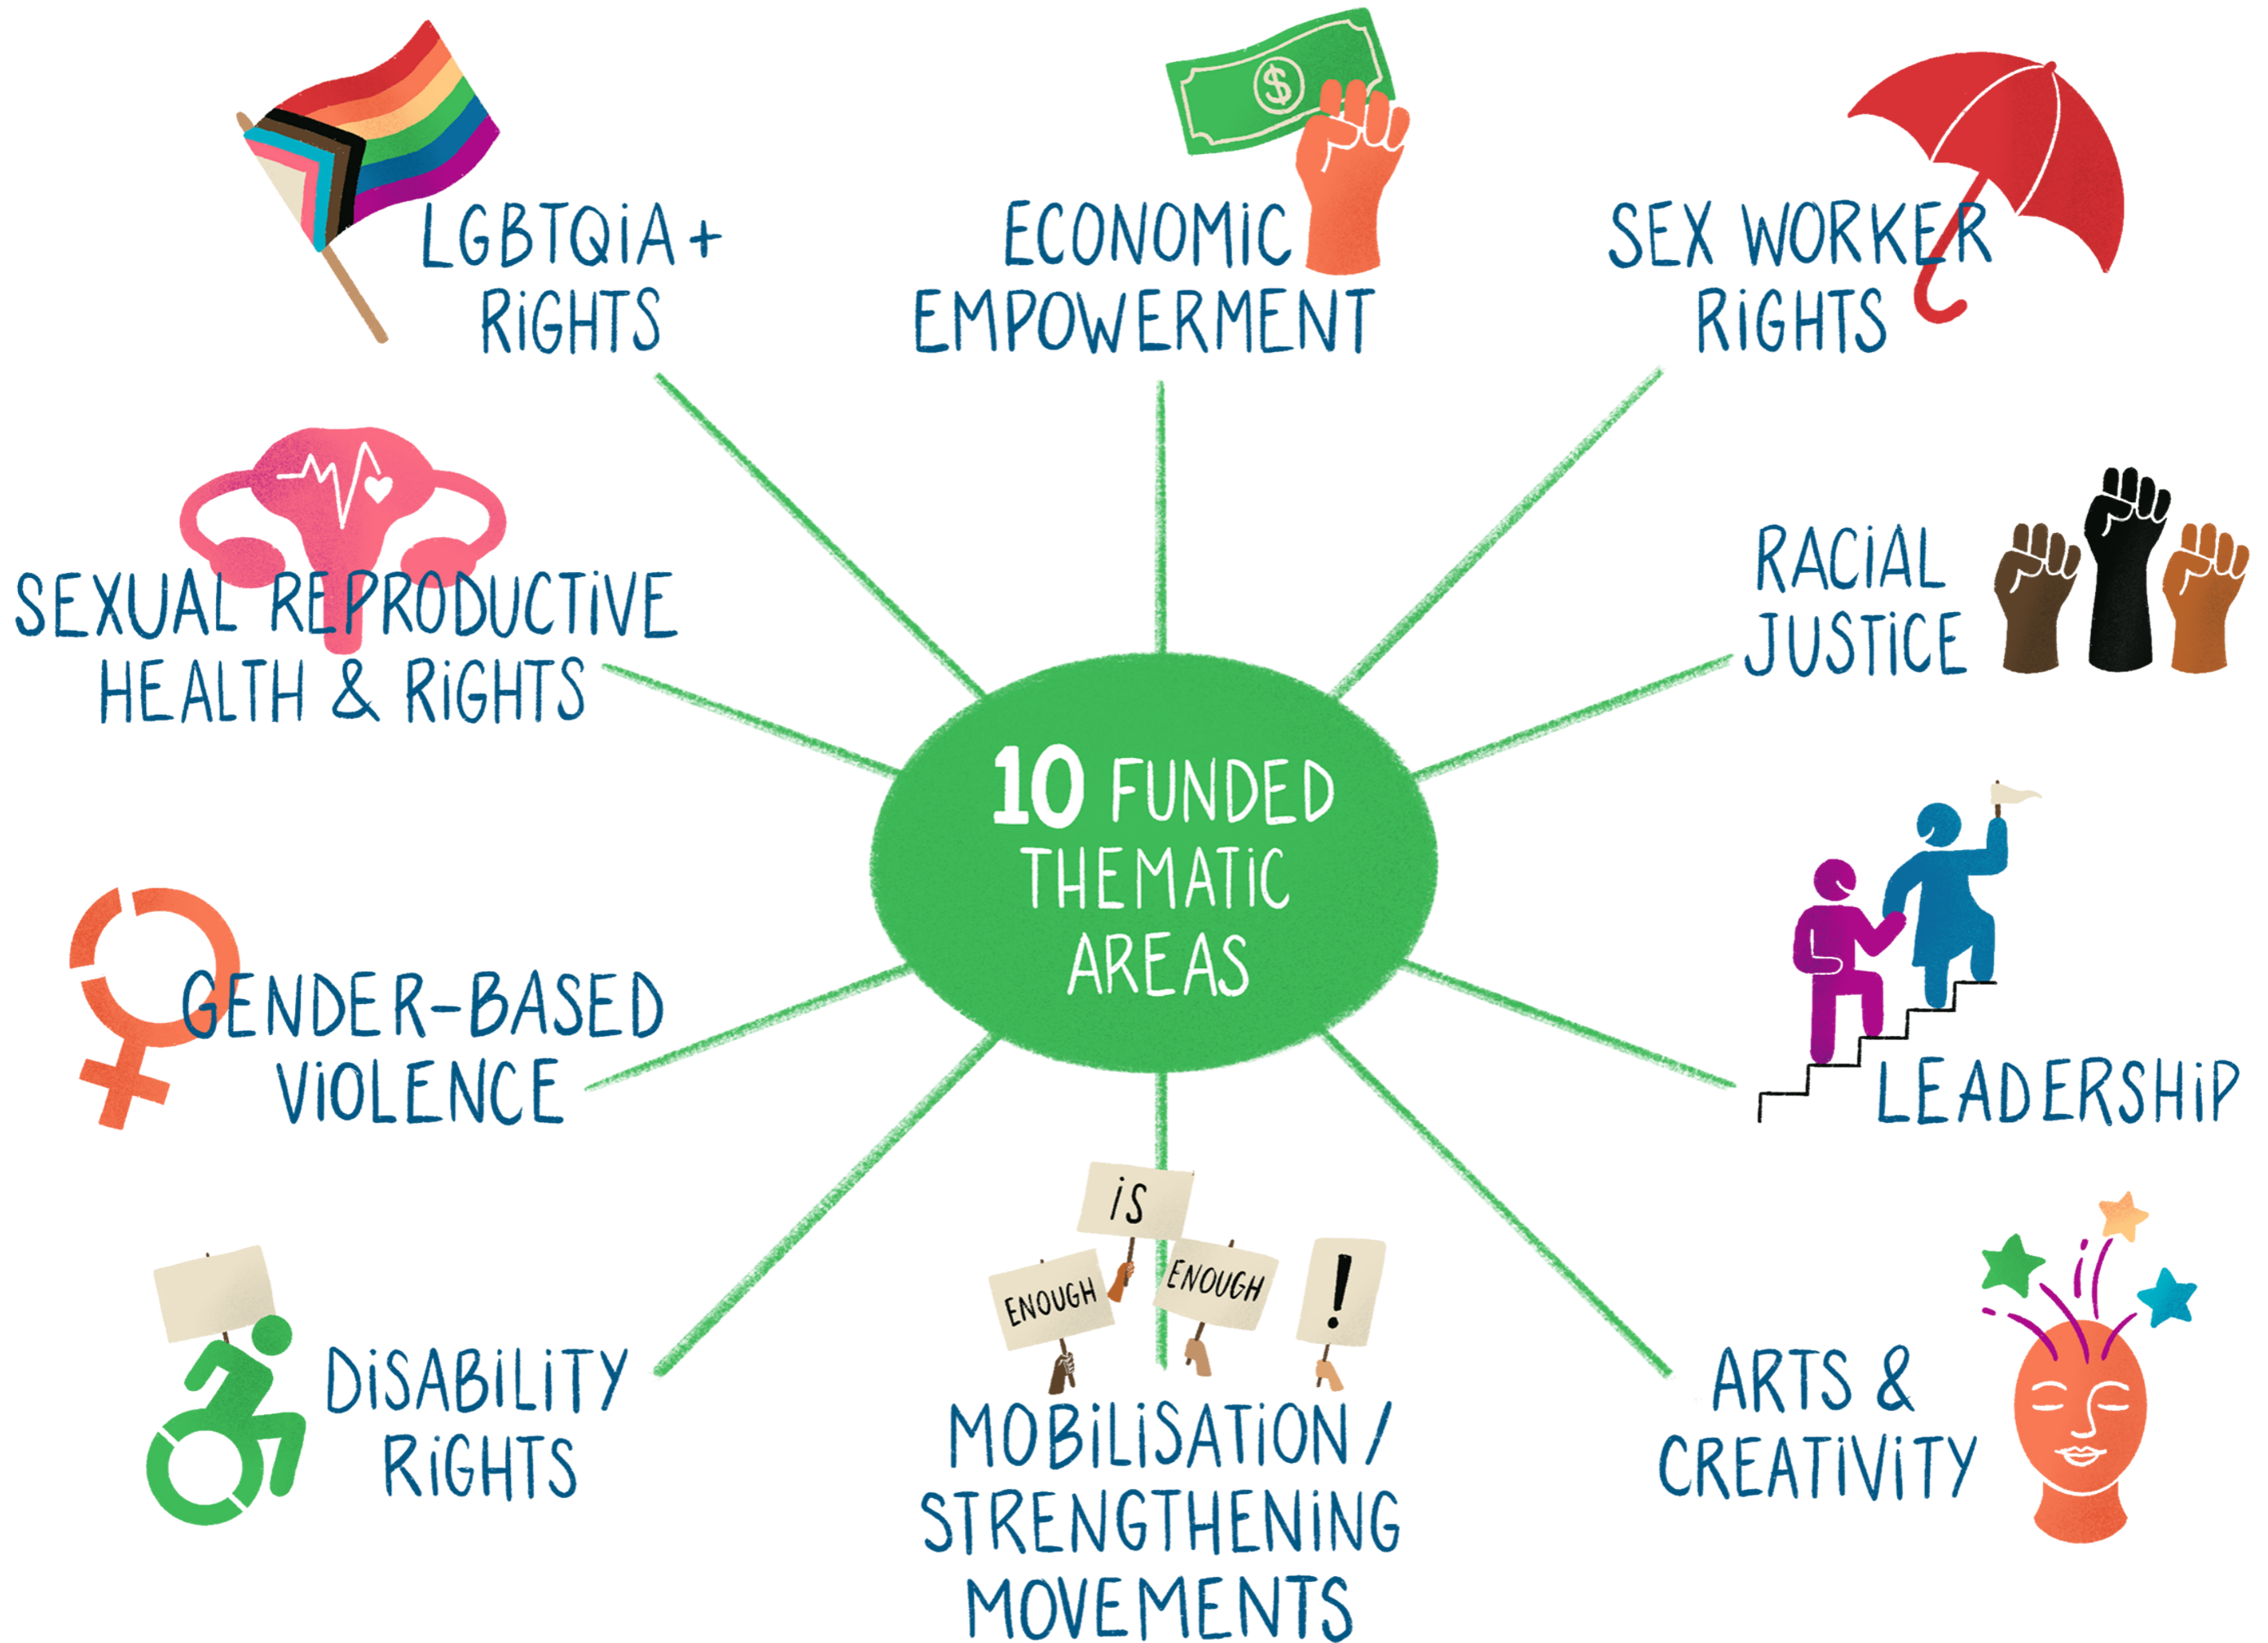 LGBTQiA+
RiGHTS
$
ECONOMiC
EMPOWERMENT
SEX WORKER
RiGHTS
SEXUAL REPRODUCTiVE
HEALTH & RiGHTS
RACiAL
JUSTiCE
10 FUNDED
THEMATiC
AREAS
GENDER-BASED
ViOLENCE
LEADERSHiP
DiSABiLiTY
RiGHTS
ENOUGH
iS
ENOUGH
!
MOBiLiSATiON/
STRENGTHENiNG
MOVEMENTS
ARTS &
CREATiViTY